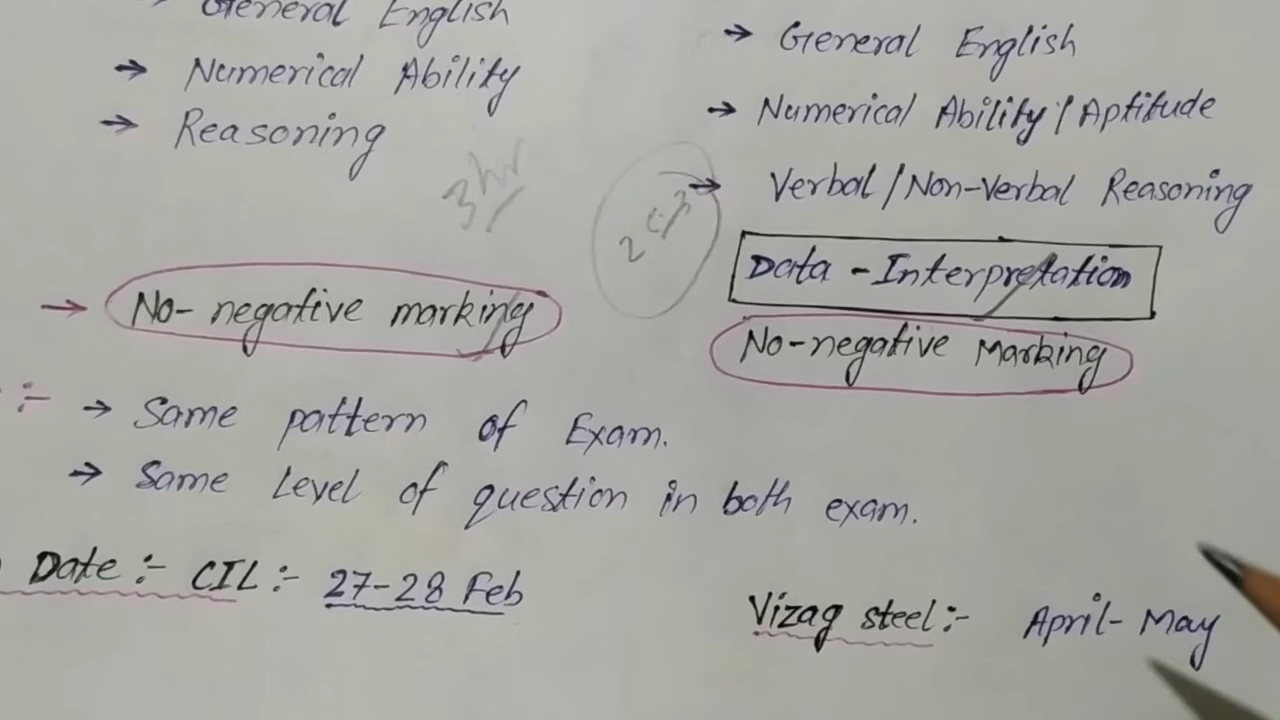 General English
→ Numerical Ability
→ Reasoning
3 hr
→ No-negative marking
→ General English
→ Numerical Ability/Aptitude
→ Verbal/Non-Verbal Reasoning
Data-Interpretation
No-negative Marking
:- → Same pattern of Exam.
→ Same Level of question in both exam.
Date:- CIL:- 27-28 Feb
Vizag steel:- April-May